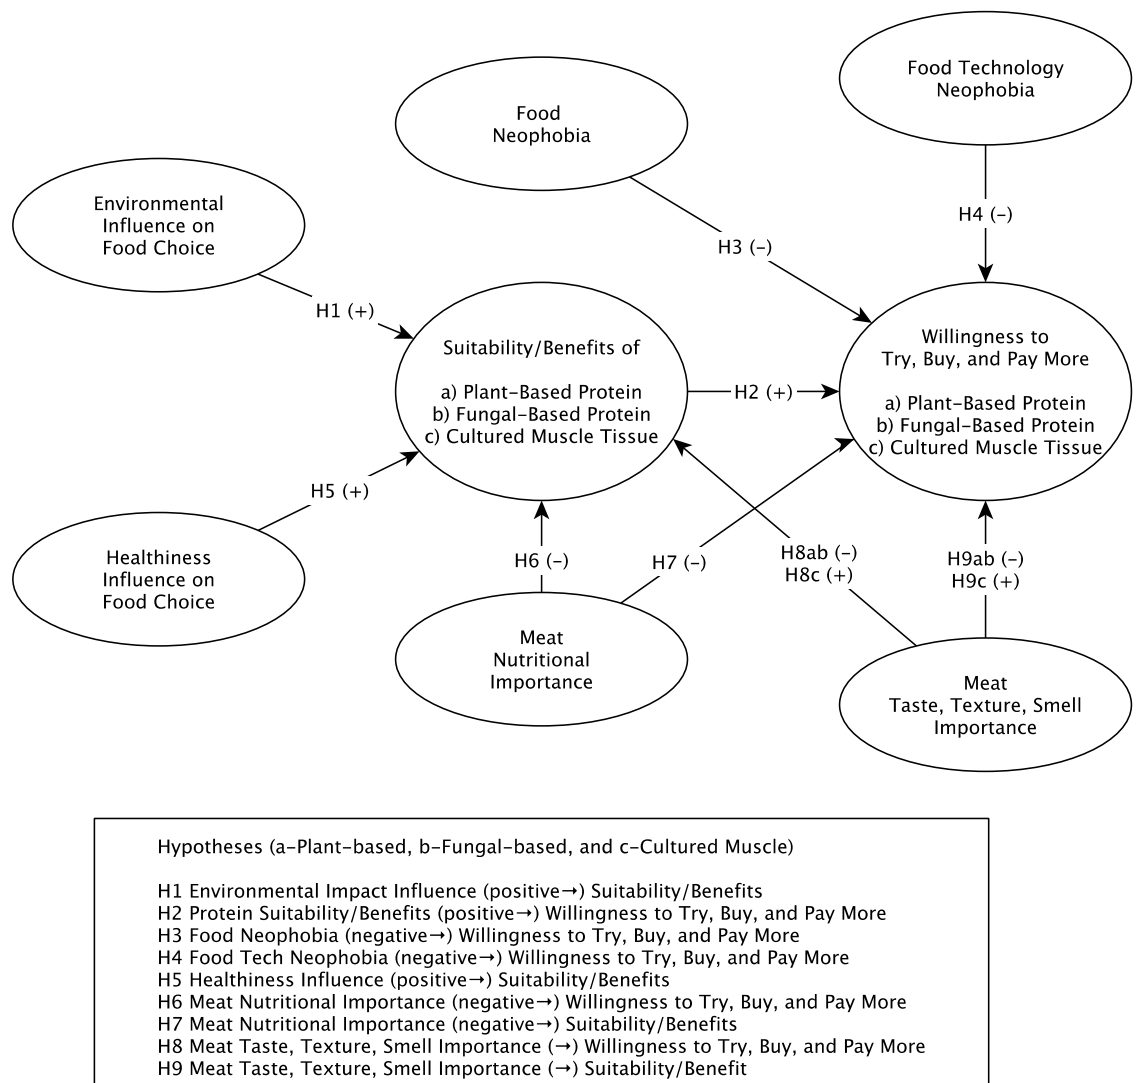 Food Technology
Neophobia
Food
Neophobia
Environmental
Influence on
Food Choice
H4 (–)
H3 (–)
H1 (+)
Suitability/Benefits of
a) Plant–Based Protein
b) Fungal–Based Protein
c) Cultured Muscle Tissue
H2 (+)
Willingness to
Try, Buy, and Pay More
a) Plant–Based Protein
b) Fungal–Based Protein
c) Cultured Muscle Tissue
H5 (+)
Healthiness
Influence on
Food Choice
H6 (–)
H7 (–)
H8ab (–)
H8c (+)
H9ab (–)
H9c (+)
Meat
Nutritional
Importance
Meat
Taste, Texture, Smell
Importance
Hypotheses (a–Plant–based, b–Fungal–based, and c–Cultured Muscle)
H1 Environmental Impact Influence (positive→) Suitability/Benefits
H2 Protein Suitability/Benefits (positive→) Willingness to Try, Buy, and Pay More
H3 Food Neophobia (negative→) Willingness to Try, Buy, and Pay More
H4 Food Tech Neophobia (negative→) Willingness to Try, Buy, and Pay More
H5 Healthiness Influence (positive→) Suitability/Benefits
H6 Meat Nutritional Importance (negative→) Willingness to Try, Buy, and Pay More
H7 Meat Nutritional Importance (negative→) Suitability/Benefits
H8 Meat Taste, Texture, Smell Importance (→) Willingness to Try, Buy, and Pay More
H9 Meat Taste, Texture, Smell Importance (→) Suitability/Benefit